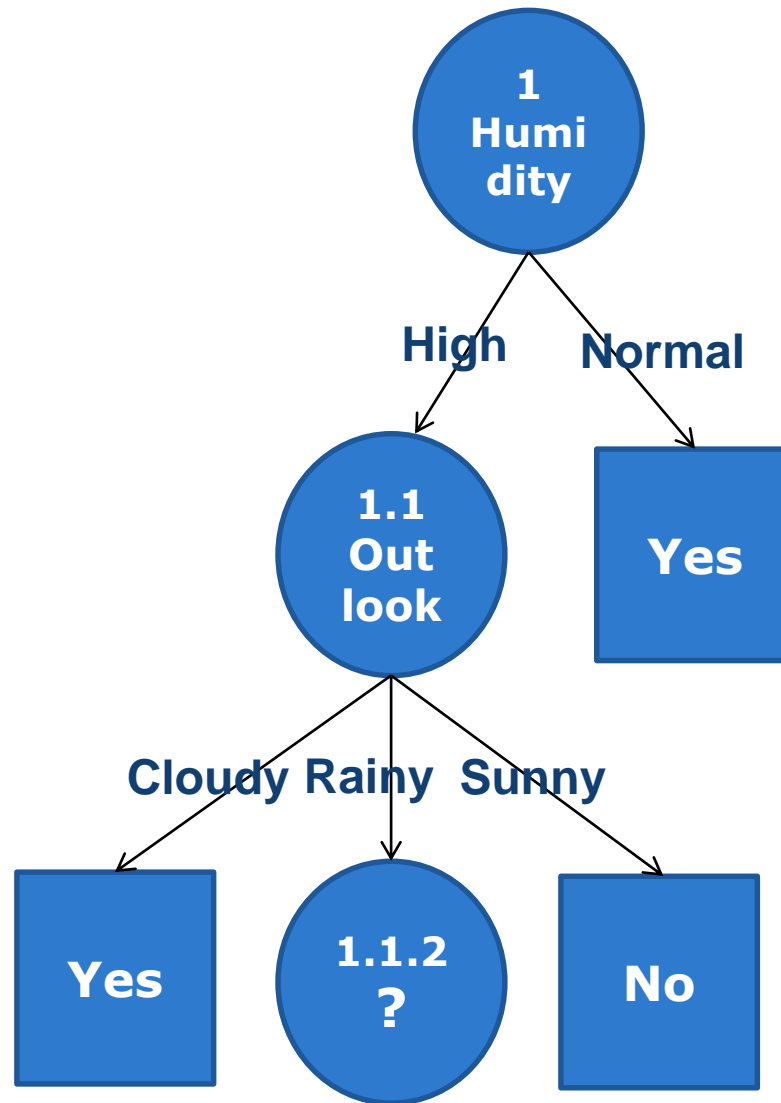 1
Humi
dity
High
Normal
1.1
Out
look
Yes
Cloudy
Rainy
Sunny
Yes
1.1.2
?
No